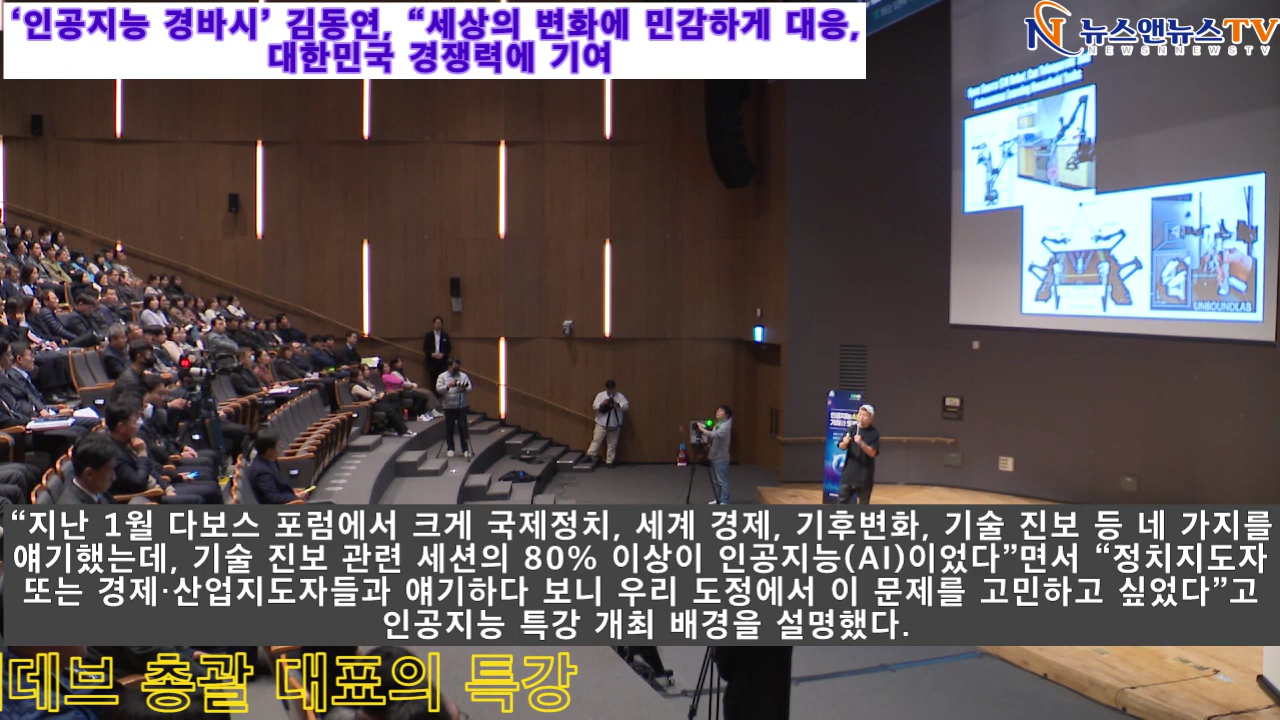 ‘인공지능 경바시’ 김동연, “세상의 변화에 민감하게 대응,
대한민국 경쟁력에 기여
뉴스앤뉴스TV
NEWSNNEWSTV
UNBOUNDLAB
인공지능
“지난 1월 다보스 포럼에서 크게 국제정치, 세계 경제, 기후변화, 기술 진보 등 네 가지를
얘기했는데, 기술 진보 관련 세션의 80% 이상이 인공지능(AI)이었다”면서 “정치지도자
또는 경제·산업지도자들과 얘기하다 보니 우리 도정에서 이 문제를 고민하고 싶었다”고
인공지능 특강 개최 배경을 설명했다.
데브 총괄 대표의 특강